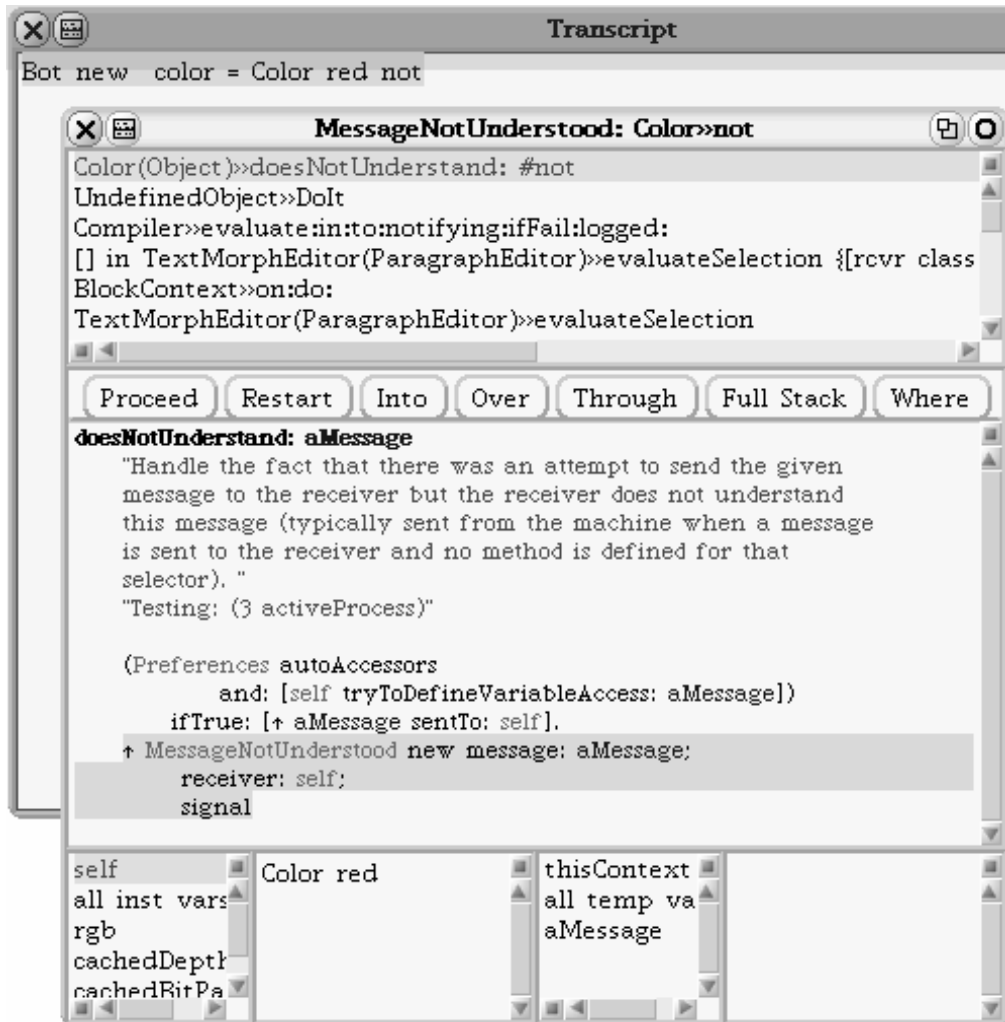 Transcript
Bot new  color = Color red not
MessageNotUnderstood: Color»not
Color(Object)»doesNotUnderstand: #not
UndefinedObject»DoIt
Compiler»evaluate:in:to:notifying:ifFail:logged:
[] in TextMorphEditor(ParagraphEditor)»evaluateSelection {[rcvr class
BlockContext»on:do:
TextMorphEditor(ParagraphEditor)»evaluateSelection
Proceed Restart Into Over Through Full Stack Where
doesNotUnderstand: aMessage
"Handle the fact that there was an attempt to send the given
message to the receiver but the receiver does not understand
this message (typically sent from the machine when a message
is sent to the receiver and no method is defined for that
selector). "
"Testing: (3 activeProcess)"
(Preferences autoAccessors
and: [self tryToDefineVariableAccess: aMessage])
ifTrue: [↑ aMessage sentTo: self].
↑ MessageNotUnderstood new message: aMessage;
receiver: self;
signal
self
all inst vars
rgb
cachedDepth
cachedBitPa
Color red
thisContext
all temp va
aMessage